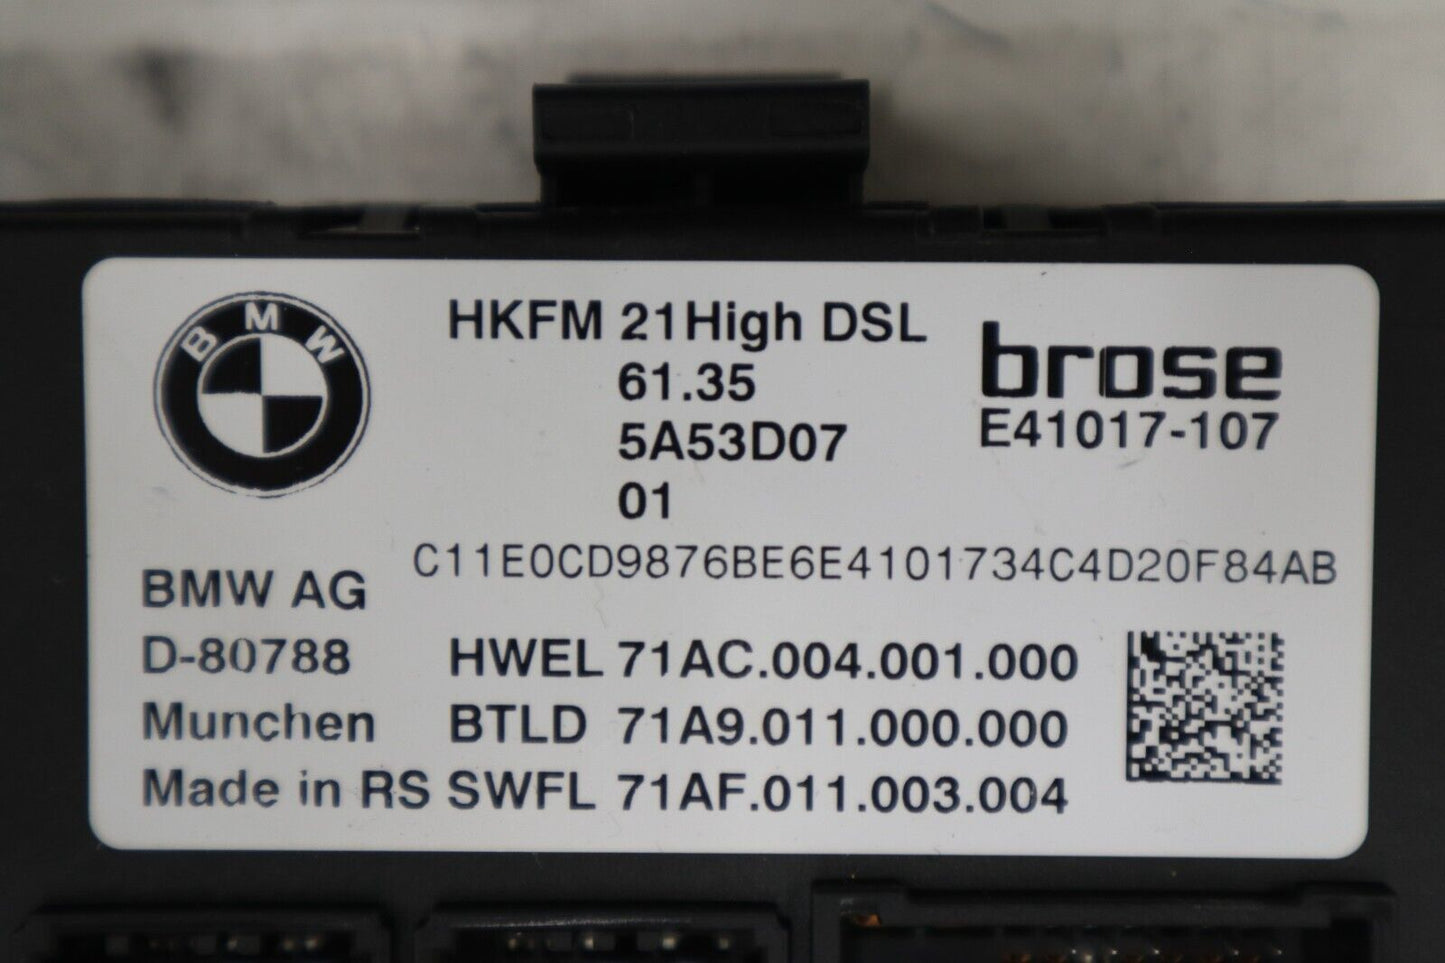 BMW
HKFM 21High DSL
61.35
5A53D07
01
brose
E41017-107
C11E0CD9876BE6E4101734C4D20F84AB
BMW AG
D-80788
Munchen
Made in RS
HWEL 71AC.004.001.000
BTLD 71A9.011.000.000
SWFL 71AF.011.003.004